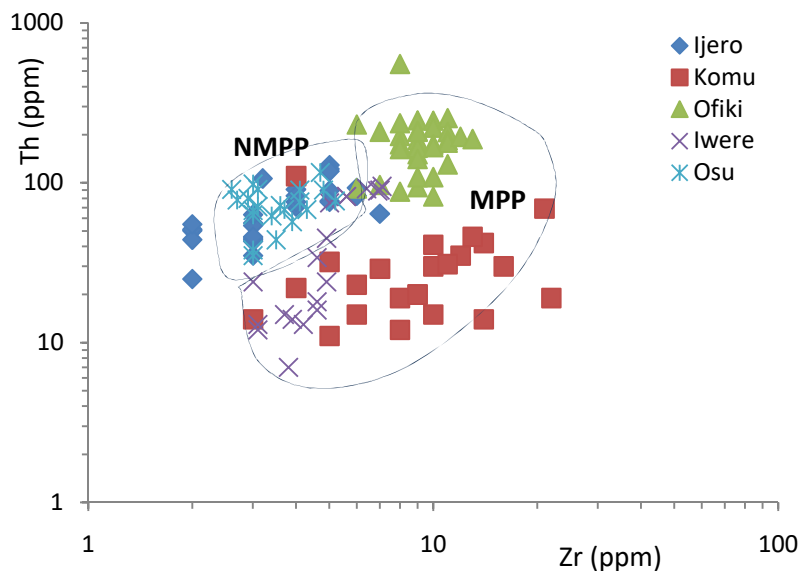 1000
100
10
1
Th (ppm)
1
10
100
Zr (ppm)
NMPP
MPP
Ijero
Komu
Ofiki
Iwere
Osu